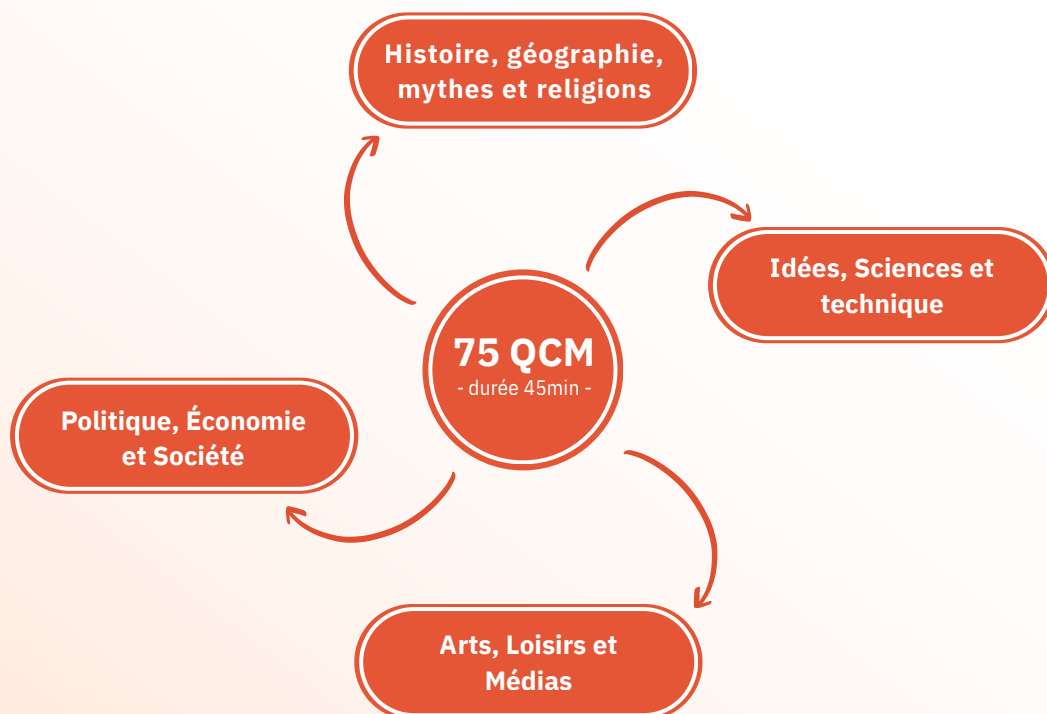 Histoire, géographie,
mythes et religions
Idées, Sciences et
technique
75 QCM
- durée 45min -
Politique, Économie
et Société
Arts, Loisirs et
Médias